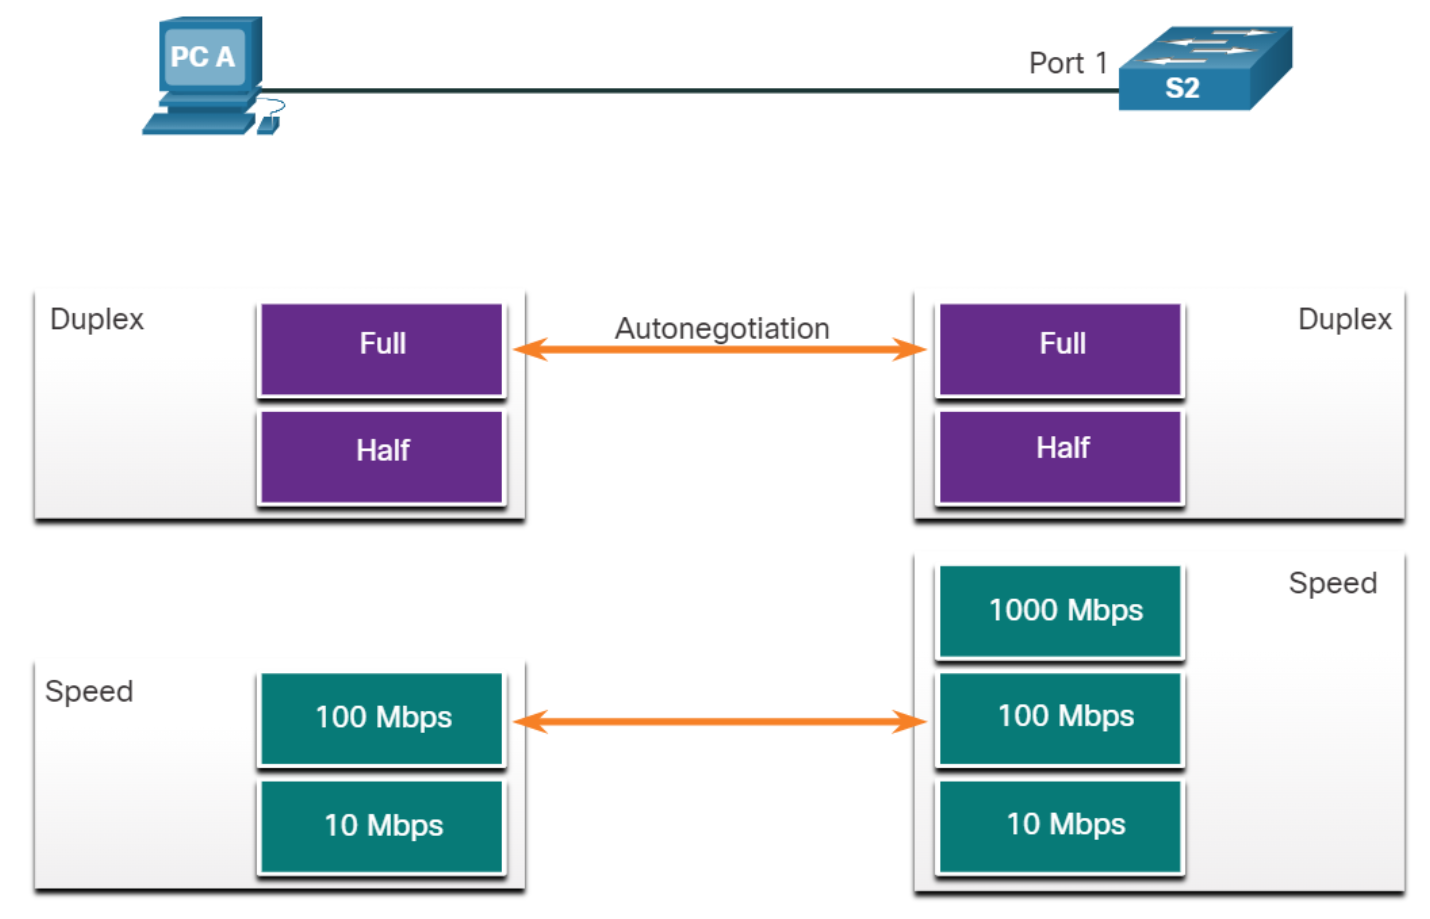 PC A
Port 1
S2
Duplex
Full
Half
Autonegotiation
Full
Half
Duplex
Speed
100 Mbps
10 Mbps
1000 Mbps
100 Mbps
10 Mbps
Speed